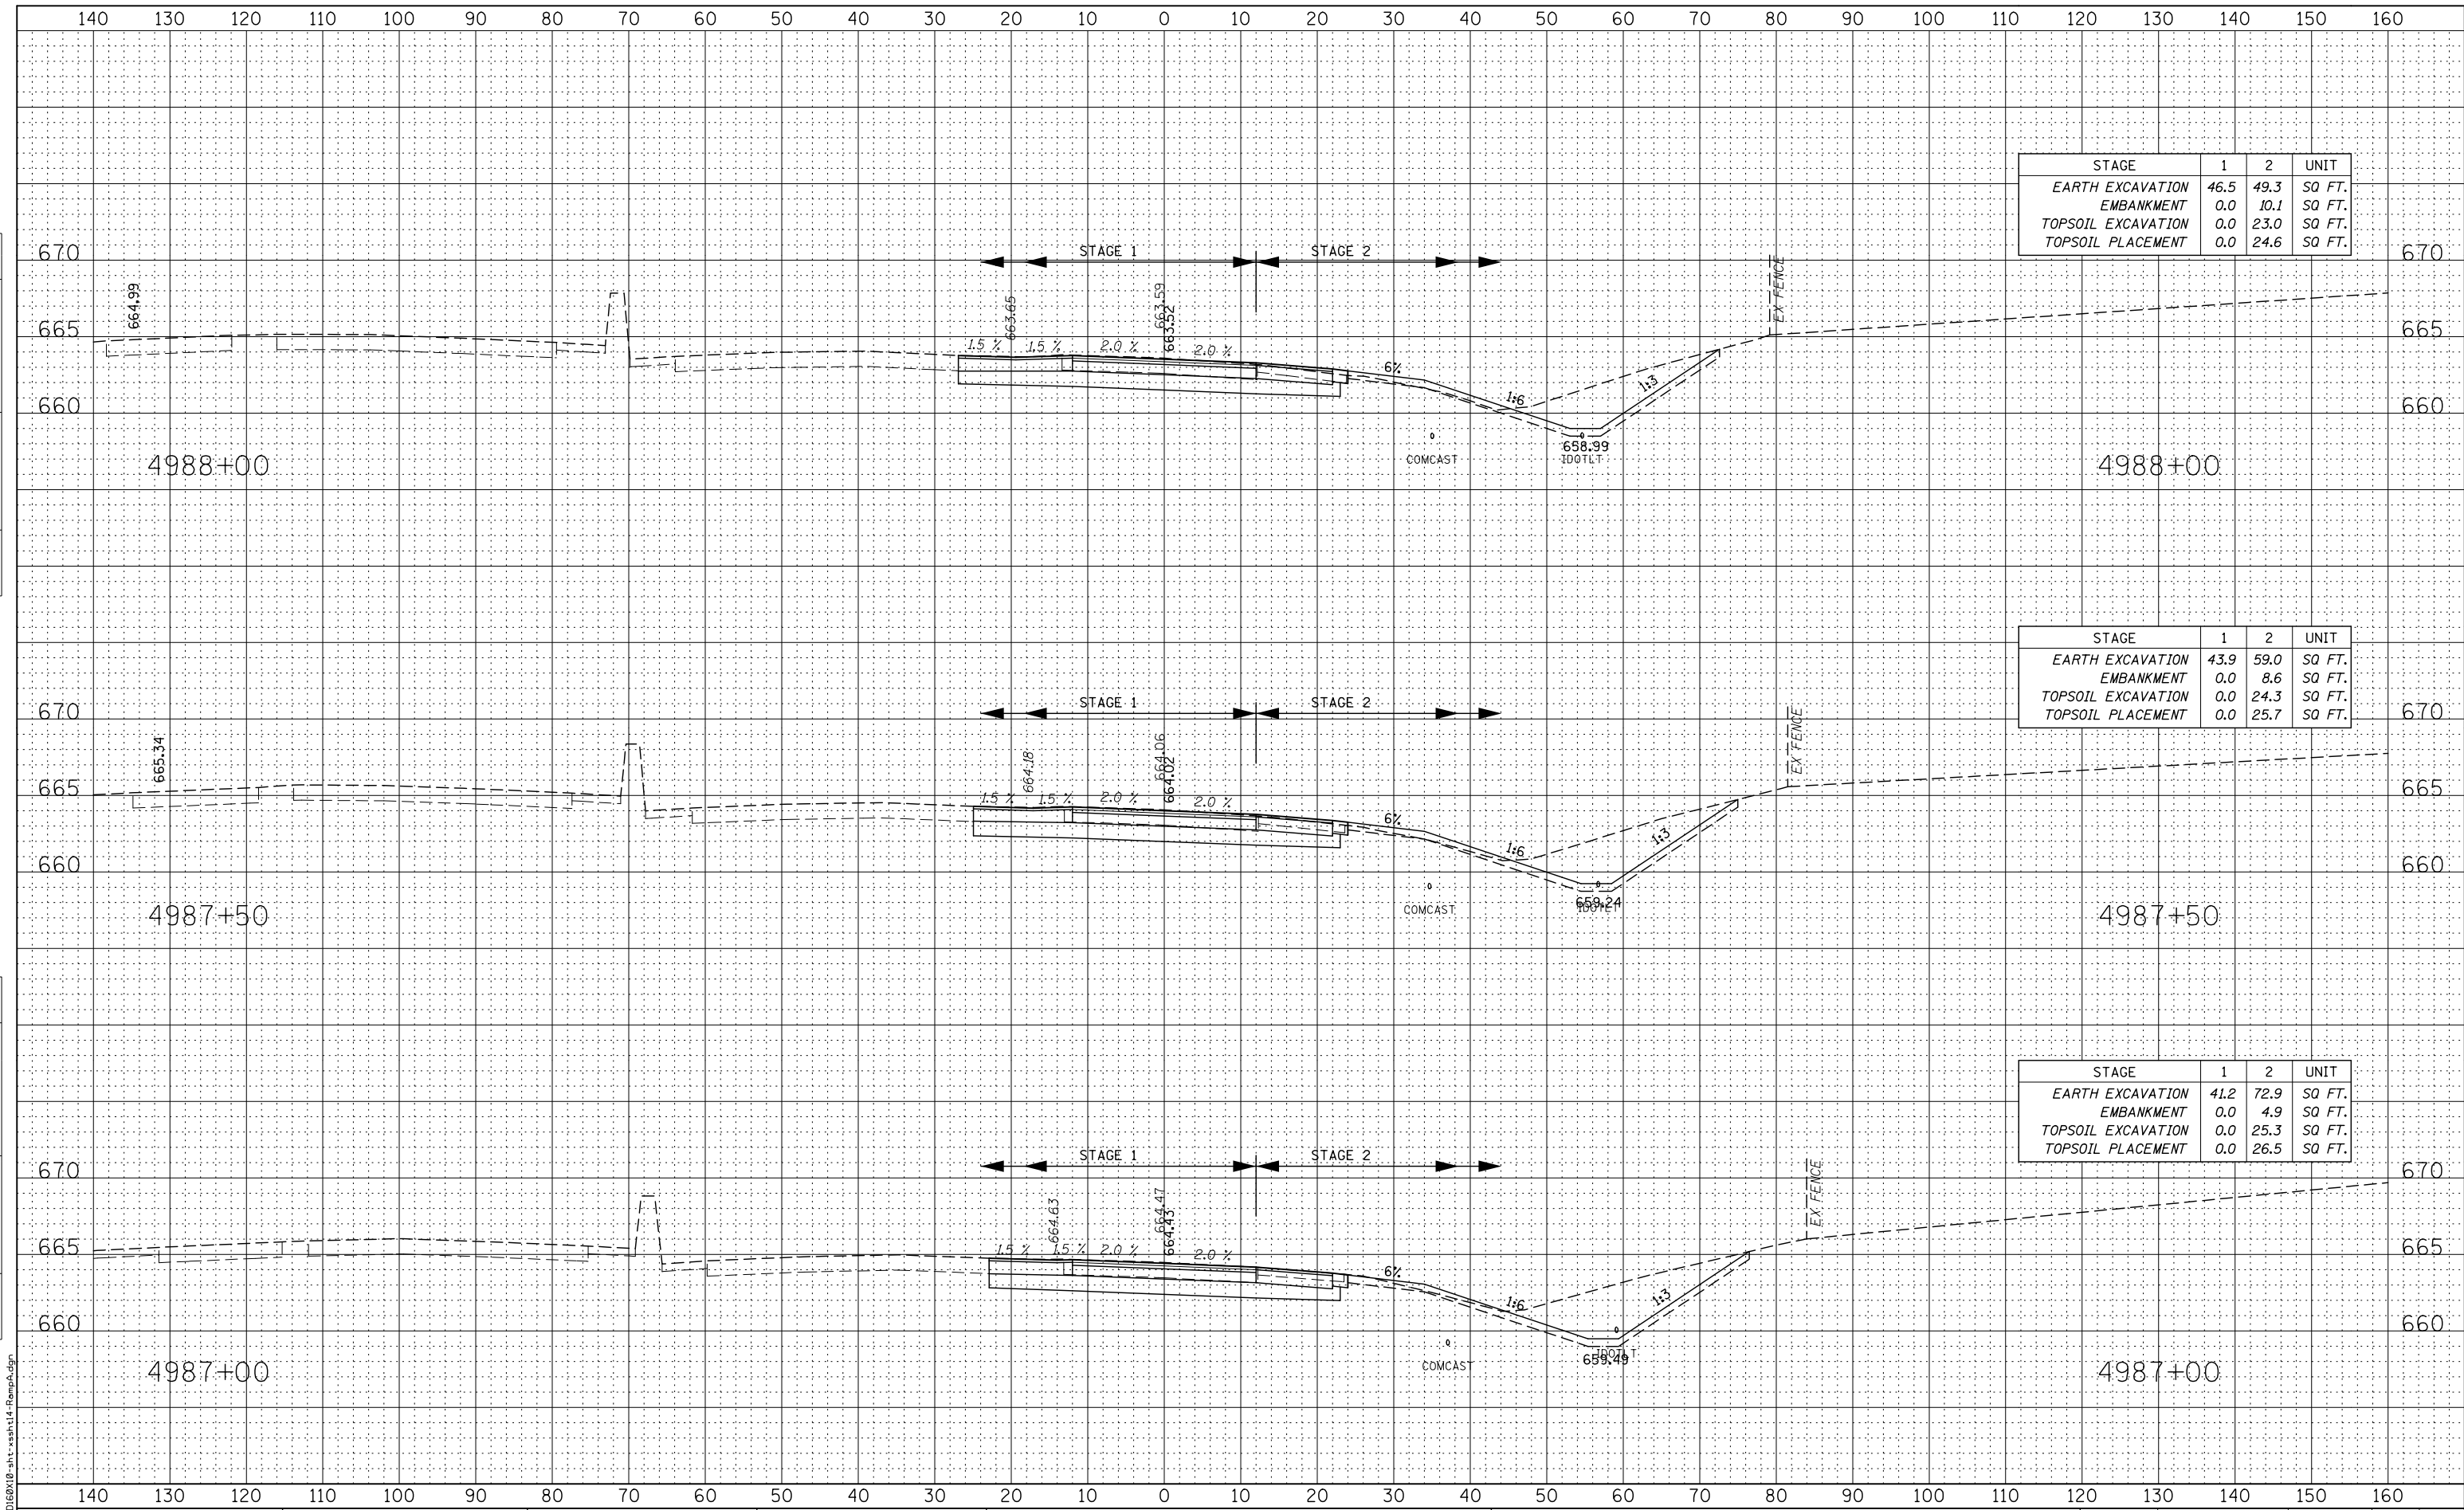 140 130 120 110 100 90 80 70 60 50 40 30 20 10 0 10 20 30 40 50 60 70 80 90 100 110 120 130 140 150 160
STAGE 1 2 UNIT
EARTH EXCAVATION 46.5 49.3 SQ FT.
EMBANKMENT 0.0 10.1 SQ FT.
TOPSOIL EXCAVATION 0.0 23.0 SQ FT.
TOPSOIL PLACEMENT 0.0 24.6 SQ FT.
670 STAGE 1 STAGE 2 670
EX FENCE
664.99
663.65
663.59
663.52
665 665
1.5 % 1.5 % 2.0 % 2.0 %
6%
1:6
1:3
660 660
658.99
COMCAST IDOTLT
4988+00 4988+00
STAGE 1 2 UNIT
EARTH EXCAVATION 43.9 59.0 SQ FT.
EMBANKMENT 0.0 8.6 SQ FT.
TOPSOIL EXCAVATION 0.0 24.3 SQ FT.
TOPSOIL PLACEMENT 0.0 25.7 SQ FT.
670 STAGE 1 STAGE 2 670
EX FENCE
665.34
664.18
664.06
664.02
665 665
1.5 % 1.5 % 2.0 % 2.0 %
6%
1:6
1:3
660 660
659.24
COMCAST IDOTLT
4987+50 4987+50
STAGE 1 2 UNIT
EARTH EXCAVATION 41.2 72.9 SQ FT.
EMBANKMENT 0.0 4.9 SQ FT.
TOPSOIL EXCAVATION 0.0 25.3 SQ FT.
TOPSOIL PLACEMENT 0.0 26.5 SQ FT.
670 STAGE 1 STAGE 2 670
EX FENCE
664.63
664.47
664.43
665 665
1.5 % 1.5 % 2.0 % 2.0 %
6%
1:6
1:3
660 660
IDOTLT
659.49
COMCAST
4987+00 4987+00
D160X10-sht-xssht14-RampA.dgn
140 130 120 110 100 90 80 70 60 50 40 30 20 10 0 10 20 30 40 50 60 70 80 90 100 110 120 130 140 150 160